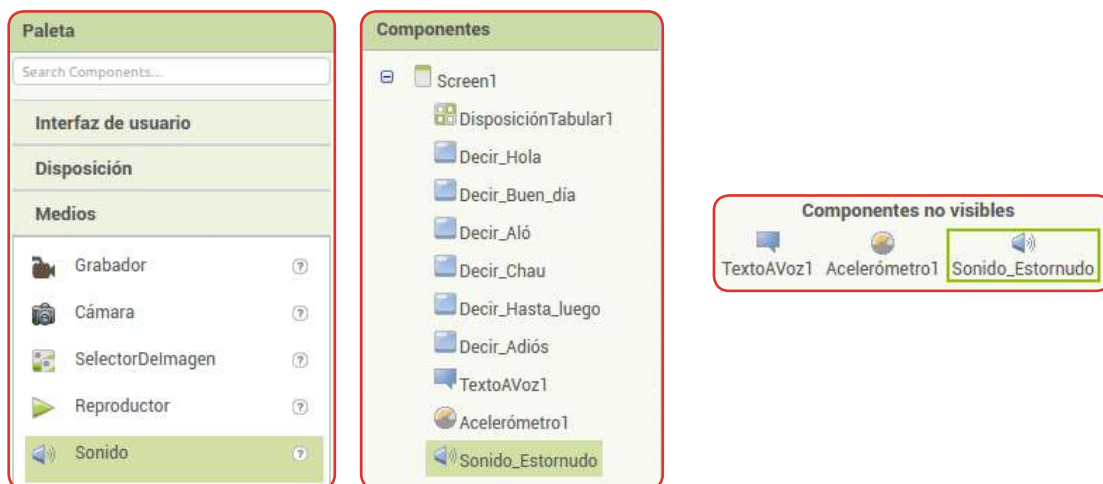 Paleta
Search Components...
Interfaz de usuario
Disposición
Medios
Grabador
Cámara
SelectorDeImagen
Reproductor
Sonido
Componentes
Screen1
DisposiciónTabular1
Decir_Hola
Decir_Buen_día
Decir_Aló
Decir_Chau
Decir_Hasta_luego
Decir_Adiós
TextoAVoz1
Acelerómetro1
Sonido_Estornudo
Componentes no visibles
TextoAVoz1 Acelerómetro1 Sonido_Estornudo